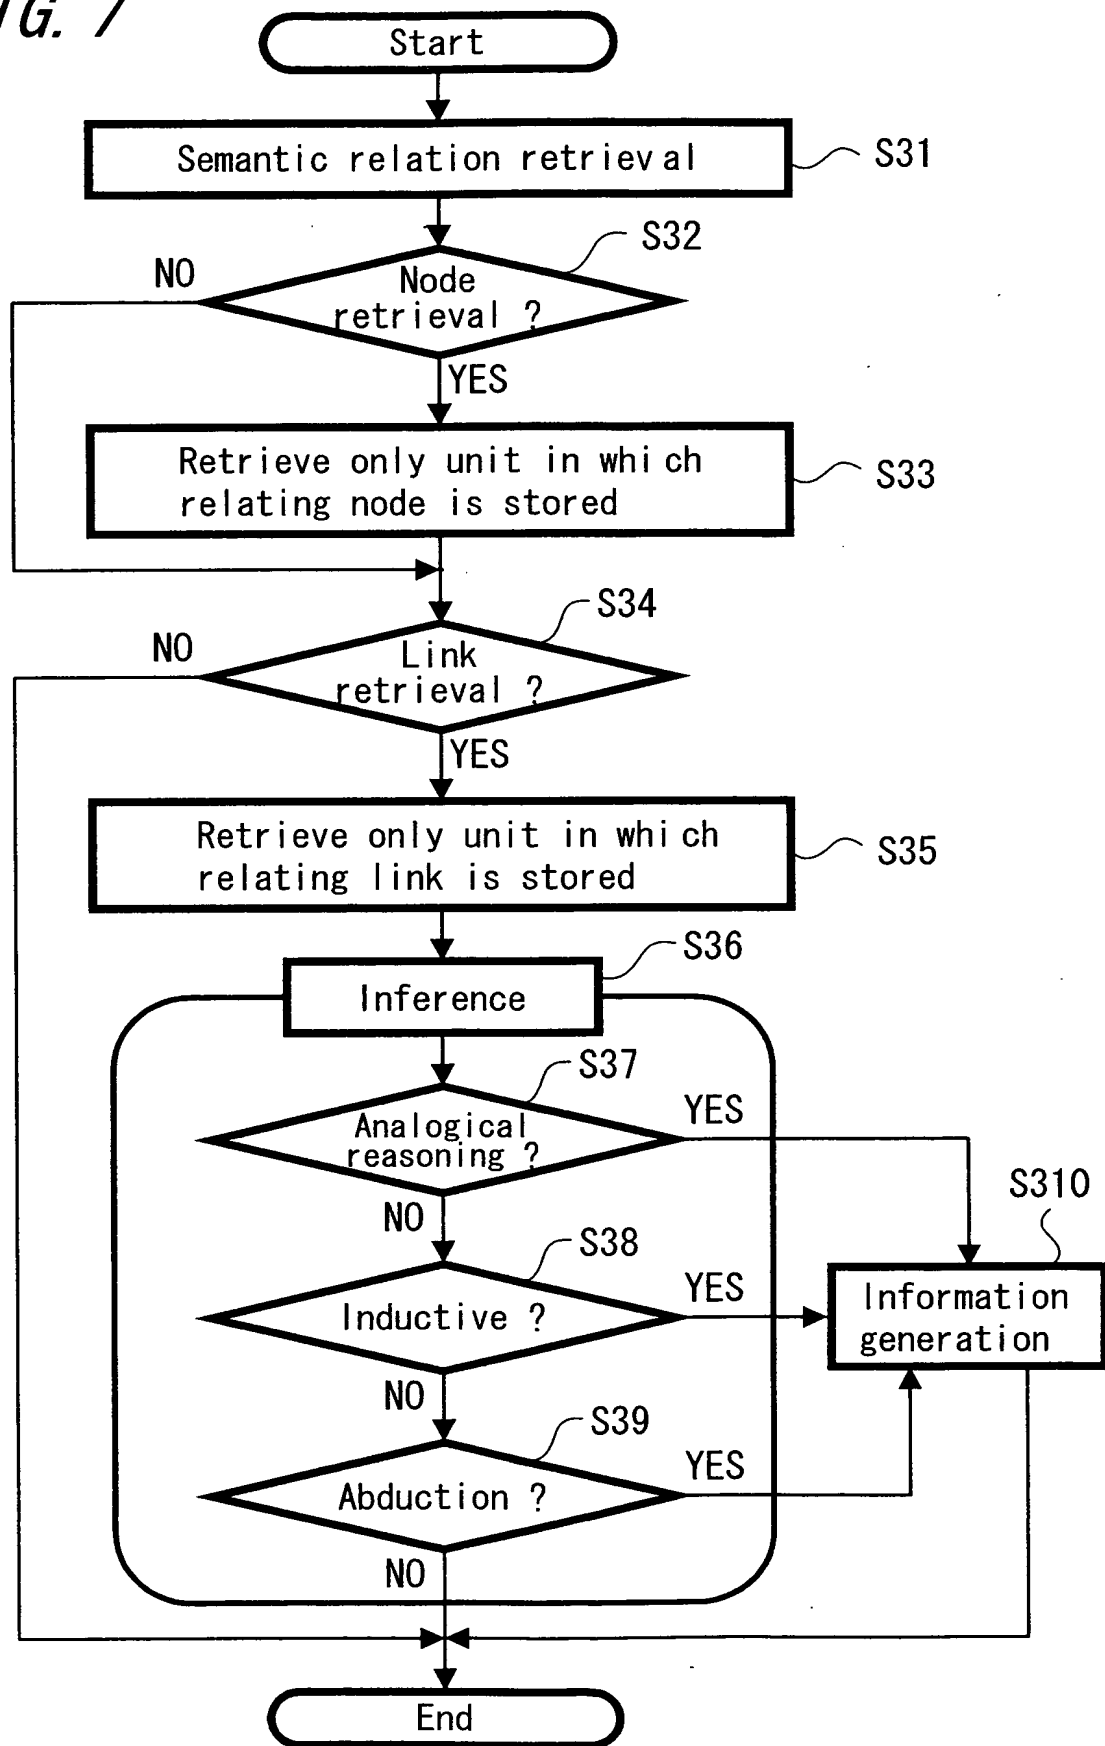 FIG. 7
Start
Semantic relation retrieval
S31
S32
NO
Node
retrieval ?
YES
Retrieve only unit in which
relating node is stored
S33
S34
NO
Link
retrieval ?
YES
Retrieve only unit in which
relating link is stored
S35
S36
Inference
S37
Analogical
reasoning ?
YES
NO
S310
S38
Inductive ?
YES
Information
generation
NO
S39
Abduction ?
YES
NO
End